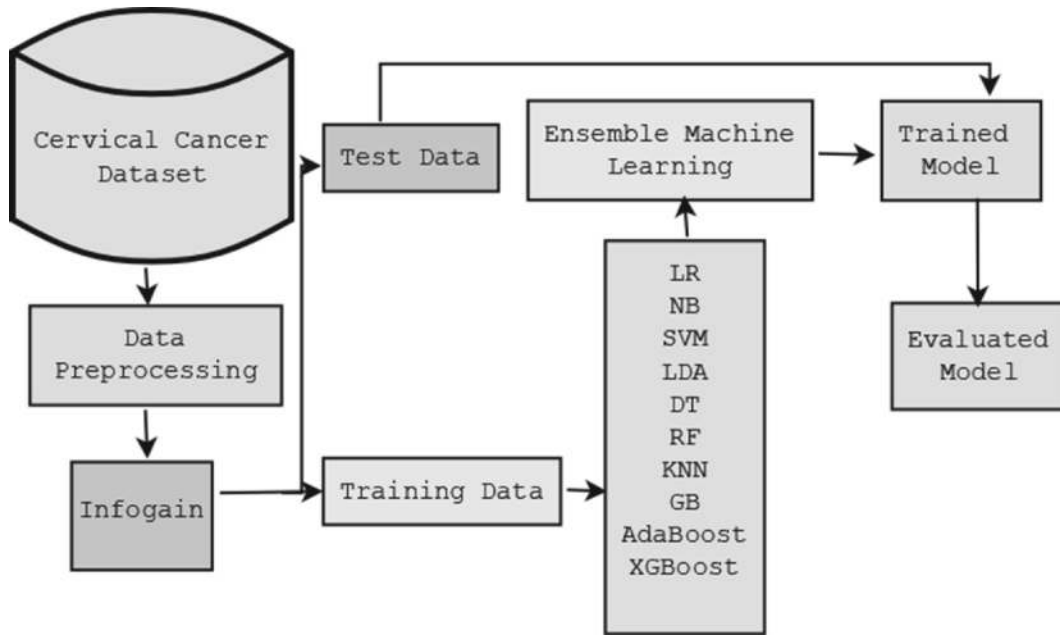 Cervical Cancer
Dataset
Data
Preprocessing
Infogain
Test Data
Training Data
LR
NB
SVM
LDA
DT
RF
KNN
GB
AdaBoost
XGBoost
Ensemble Machine
Learning
Trained
Model
Evaluated
Model